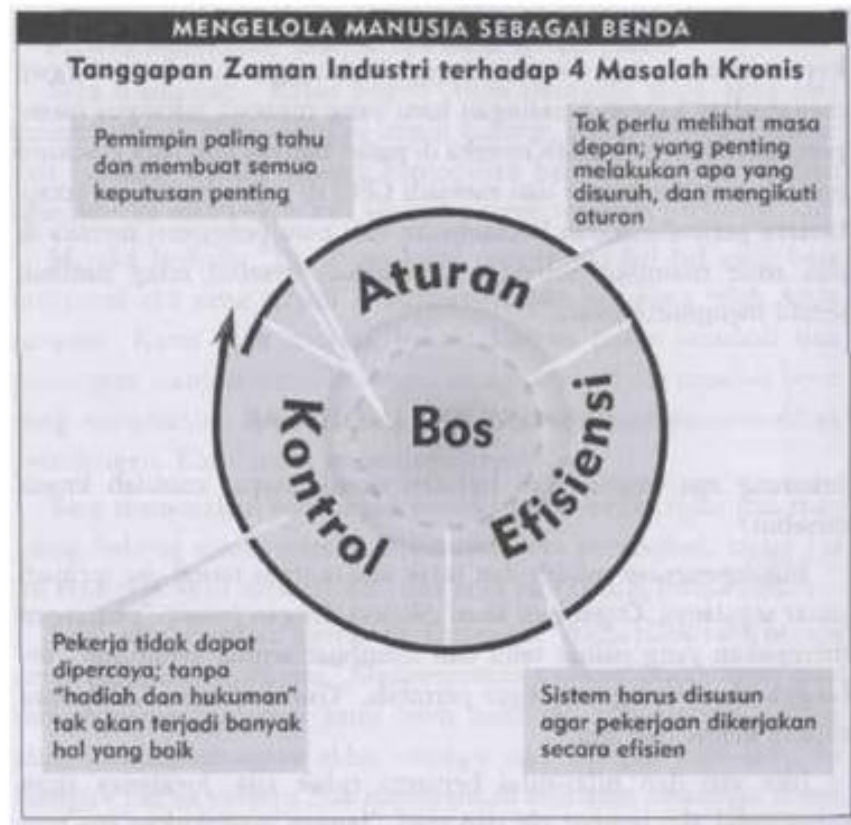 MENGELOLA MANUSIA SEBAGAI BENDA
Tanggapan Zaman Industri terhadap 4 Masalah Kronis
Pemimpin paling tahu
dan membuat semua
keputusan penting
Tak perlu melihat masa
depan; yang penting
melakukan apa yang
disuruh, dan mengikuti
aturan
Aturan
Kontrol
Bos
Efisiensi
Pekerja tidak dapat
dipercaya; tanpa
"hadiah dan hukuman"
tak akan terjadi banyak
hal yang baik
Sistem harus disusun
agar pekerjaan dikerjakan
secara efisien